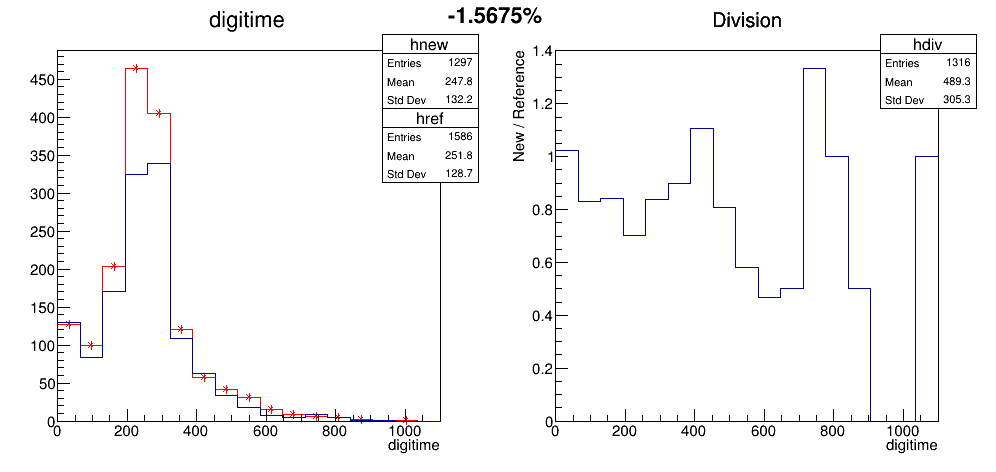 digitime
-1.5675%
Division
hnew
Entries 1297
Mean 247.8
Std Dev 132.2
href
Entries 1586
Mean 251.8
Std Dev 128.7
450
400
350
300
250
200
150
100
50
0
0 200 400 600 800 1000
digitime
hdiv
Entries 1316
Mean 489.3
Std Dev 305.3
New / Reference
1.4
1.2
1
0.8
0.6
0.4
0.2
0
0 200 400 600 800 1000
digitime